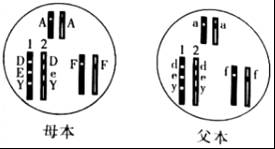 A A a a
1 2 1 2
D D d d
E e F F e e f f
Y Y y y
母本 父本